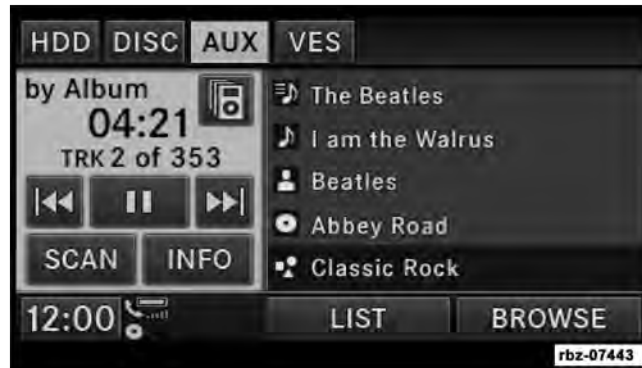 HDD DISC AUX VES
by Album
04:21
TRK 2 of 353
SCAN INFO
The Beatles
I am the Walrus
Beatles
Abbey Road
Classic Rock
12:00 LIST BROWSE
rbz-07443